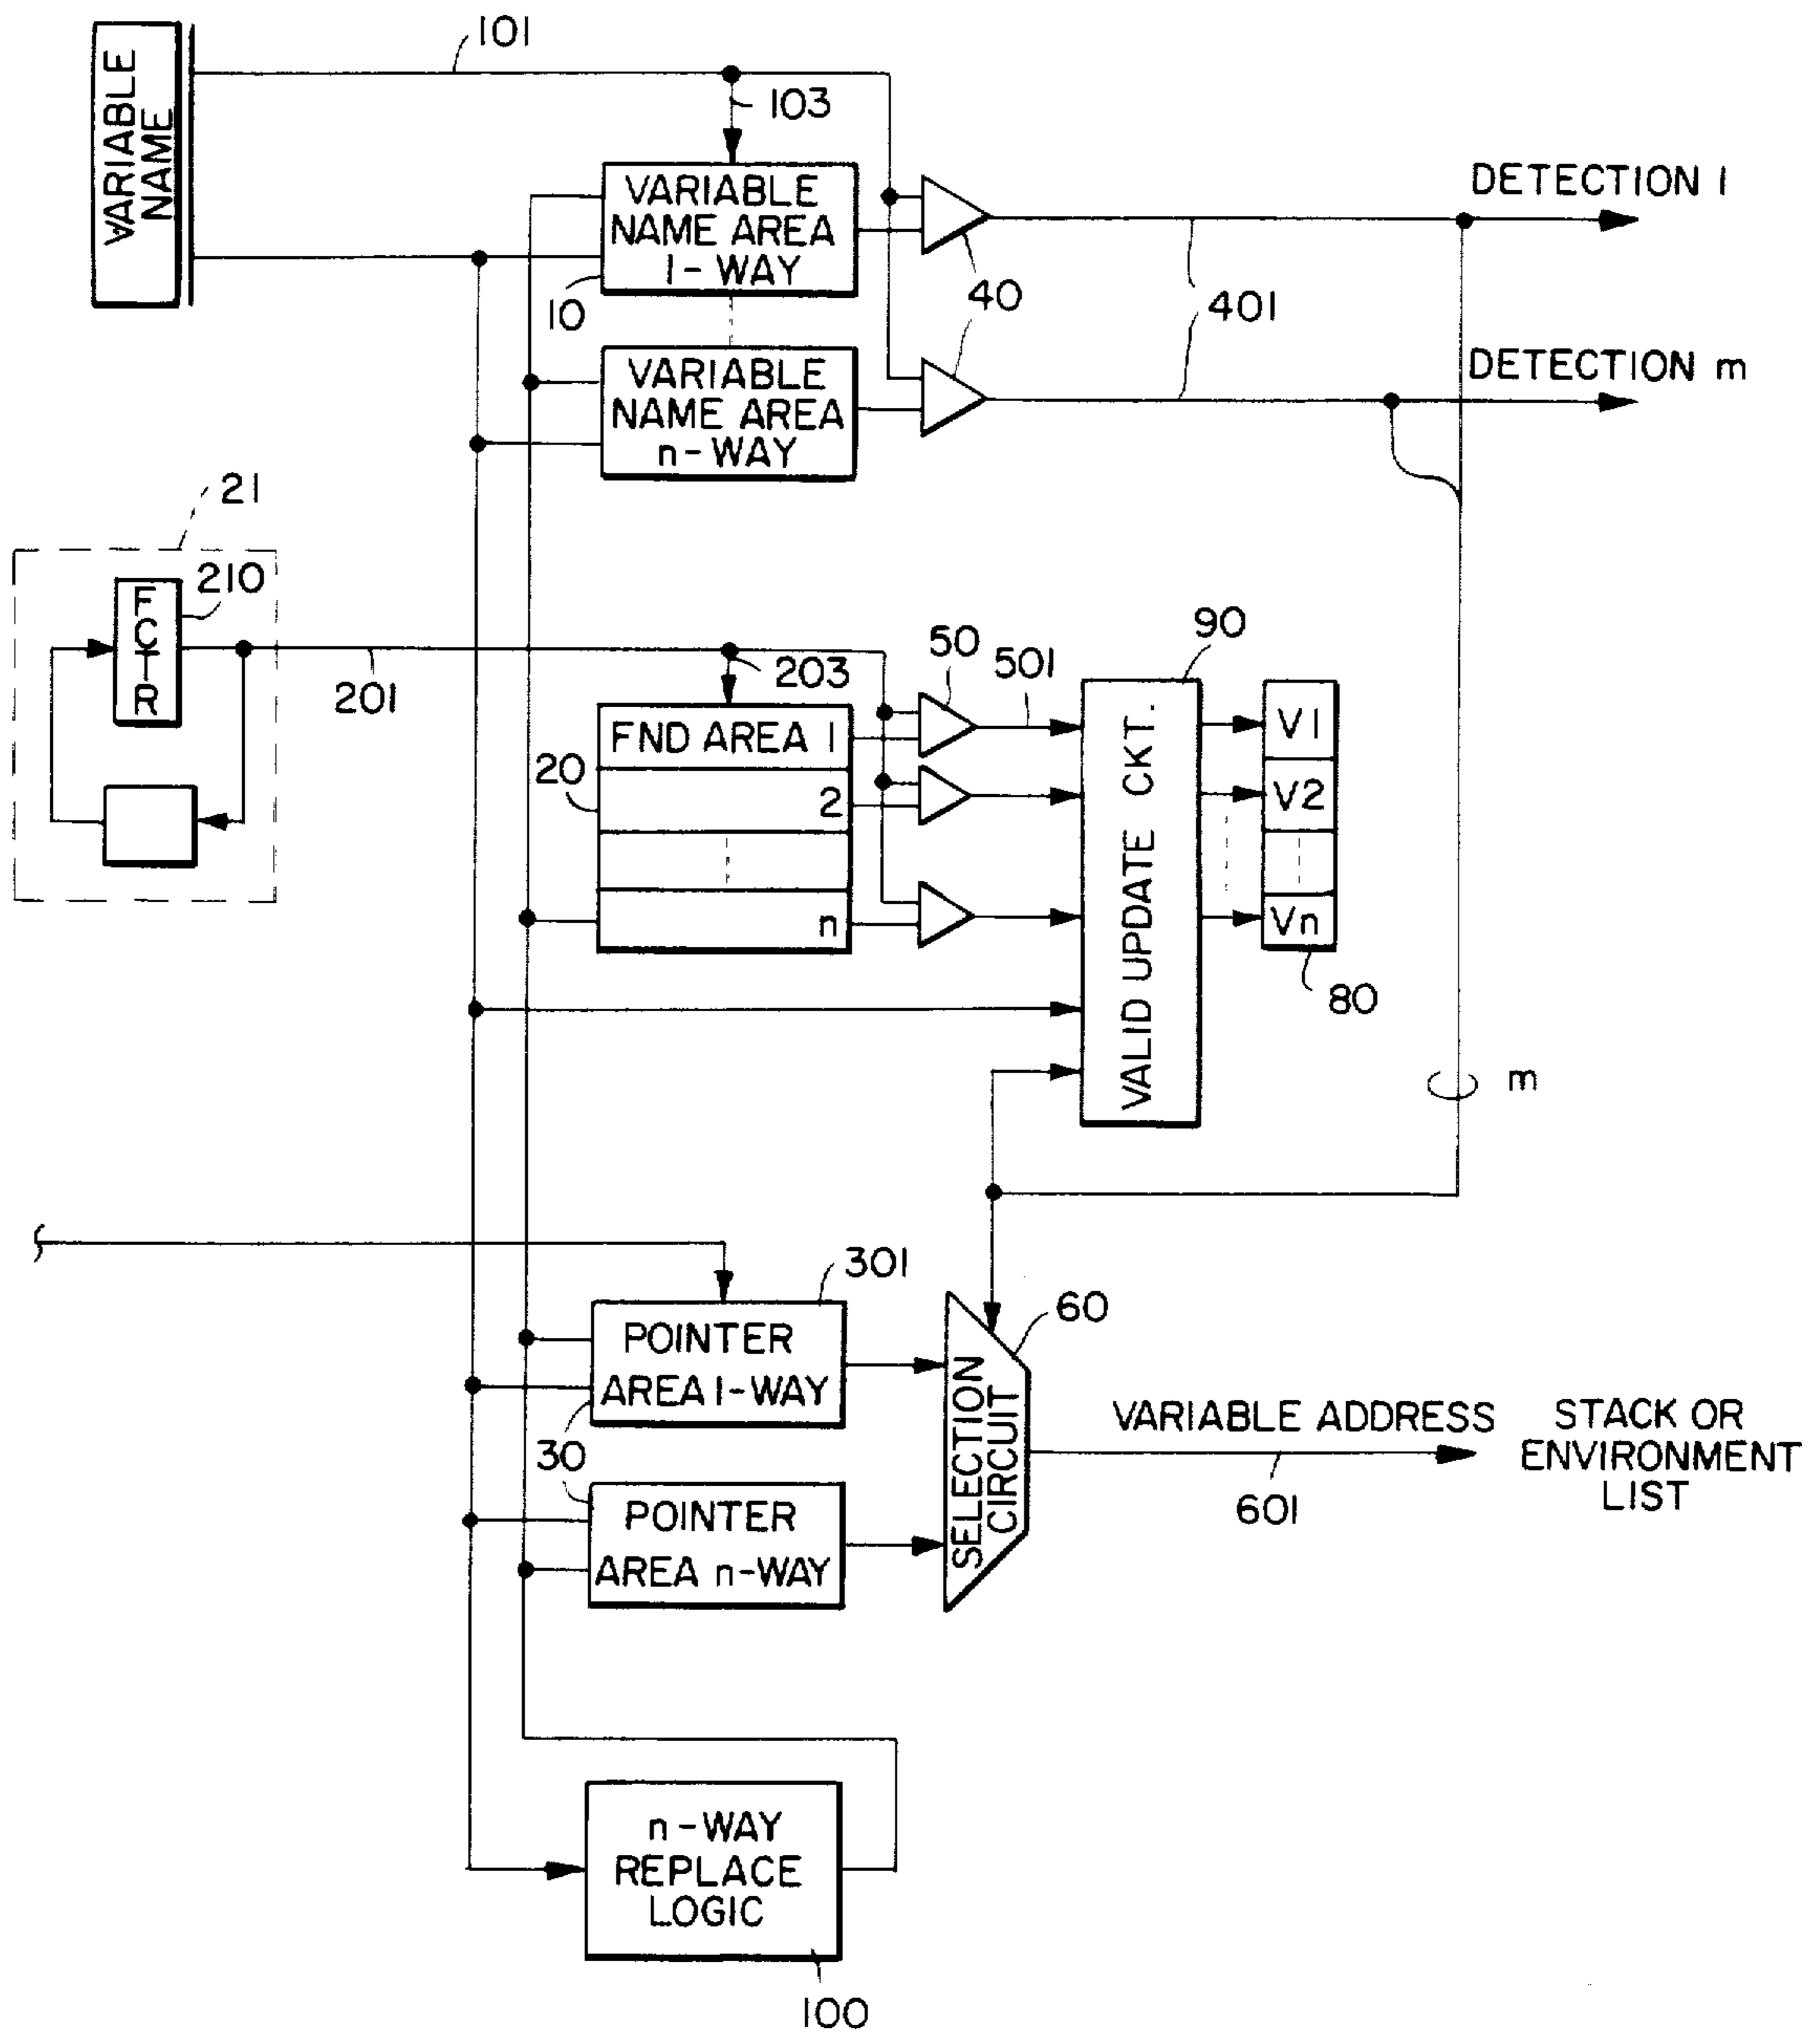 VARIABLE
NAME
101
103
VARIABLE
NAME AREA
1-WAY
10
40
DETECTION 1
401
VARIABLE
NAME AREA
n-WAY
DETECTION m
21
210
FCTR
201
203
50
501
90
FND AREA 1
20
2
n
VALID UPDATE CKT.
V1
V2
Vn
80
m
301
POINTER
AREA 1-WAY
30
POINTER
AREA n-WAY
60
SELECTION
CIRCUIT
VARIABLE ADDRESS
601
STACK OR
ENVIRONMENT
LIST
n-WAY
REPLACE
LOGIC
100